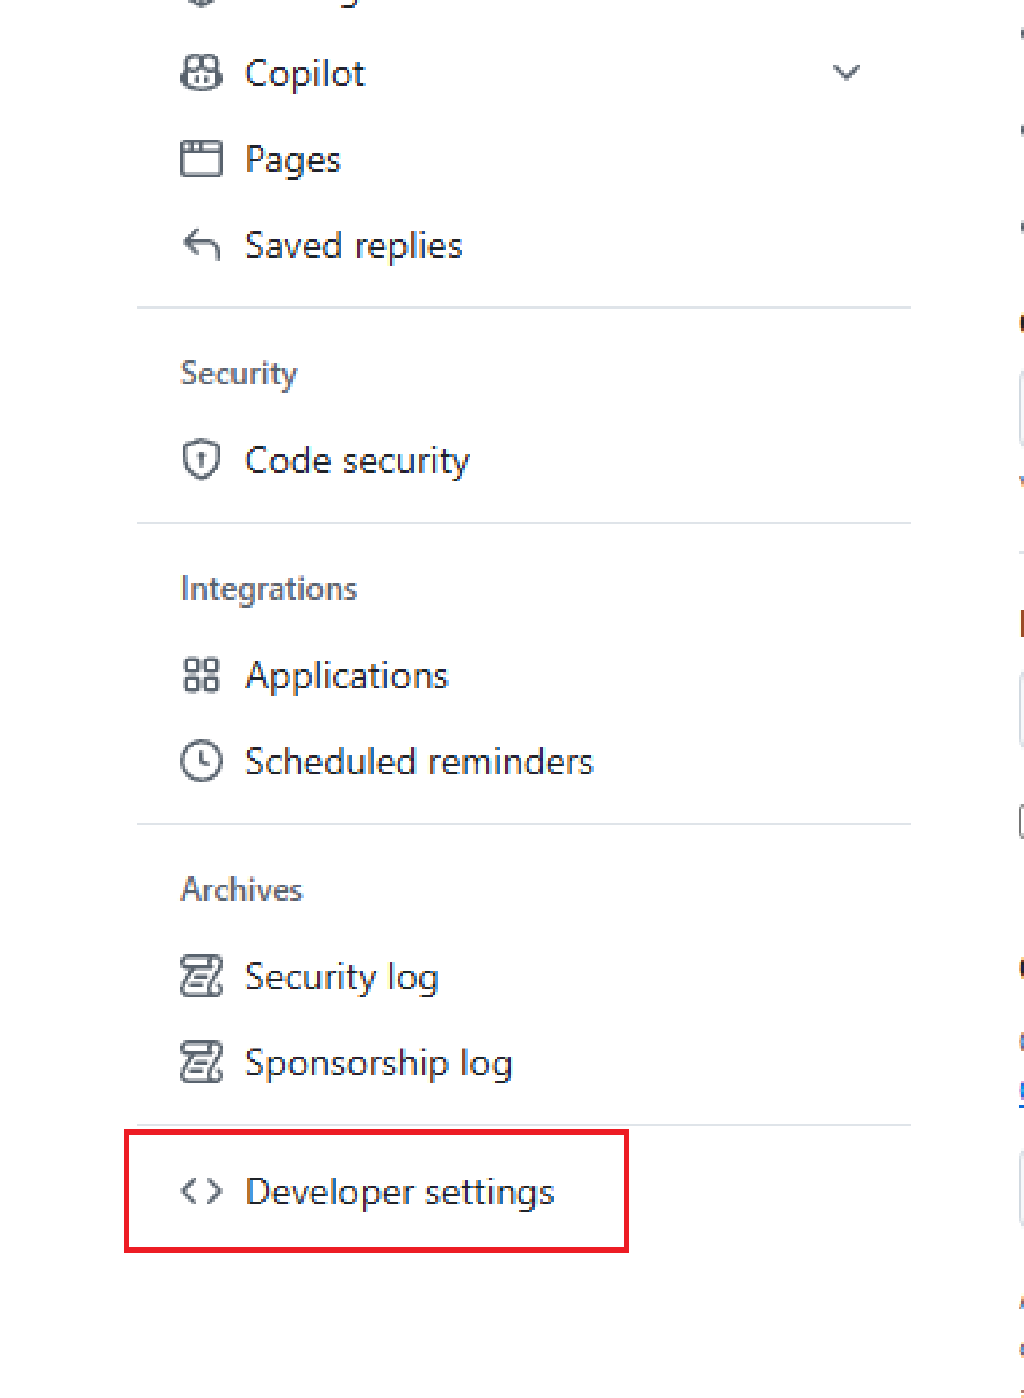 Copilot
Pages
Saved replies
Security
Code security
Integrations
Applications
Scheduled reminders
Archives
Security log
Sponsorship log
Developer settings